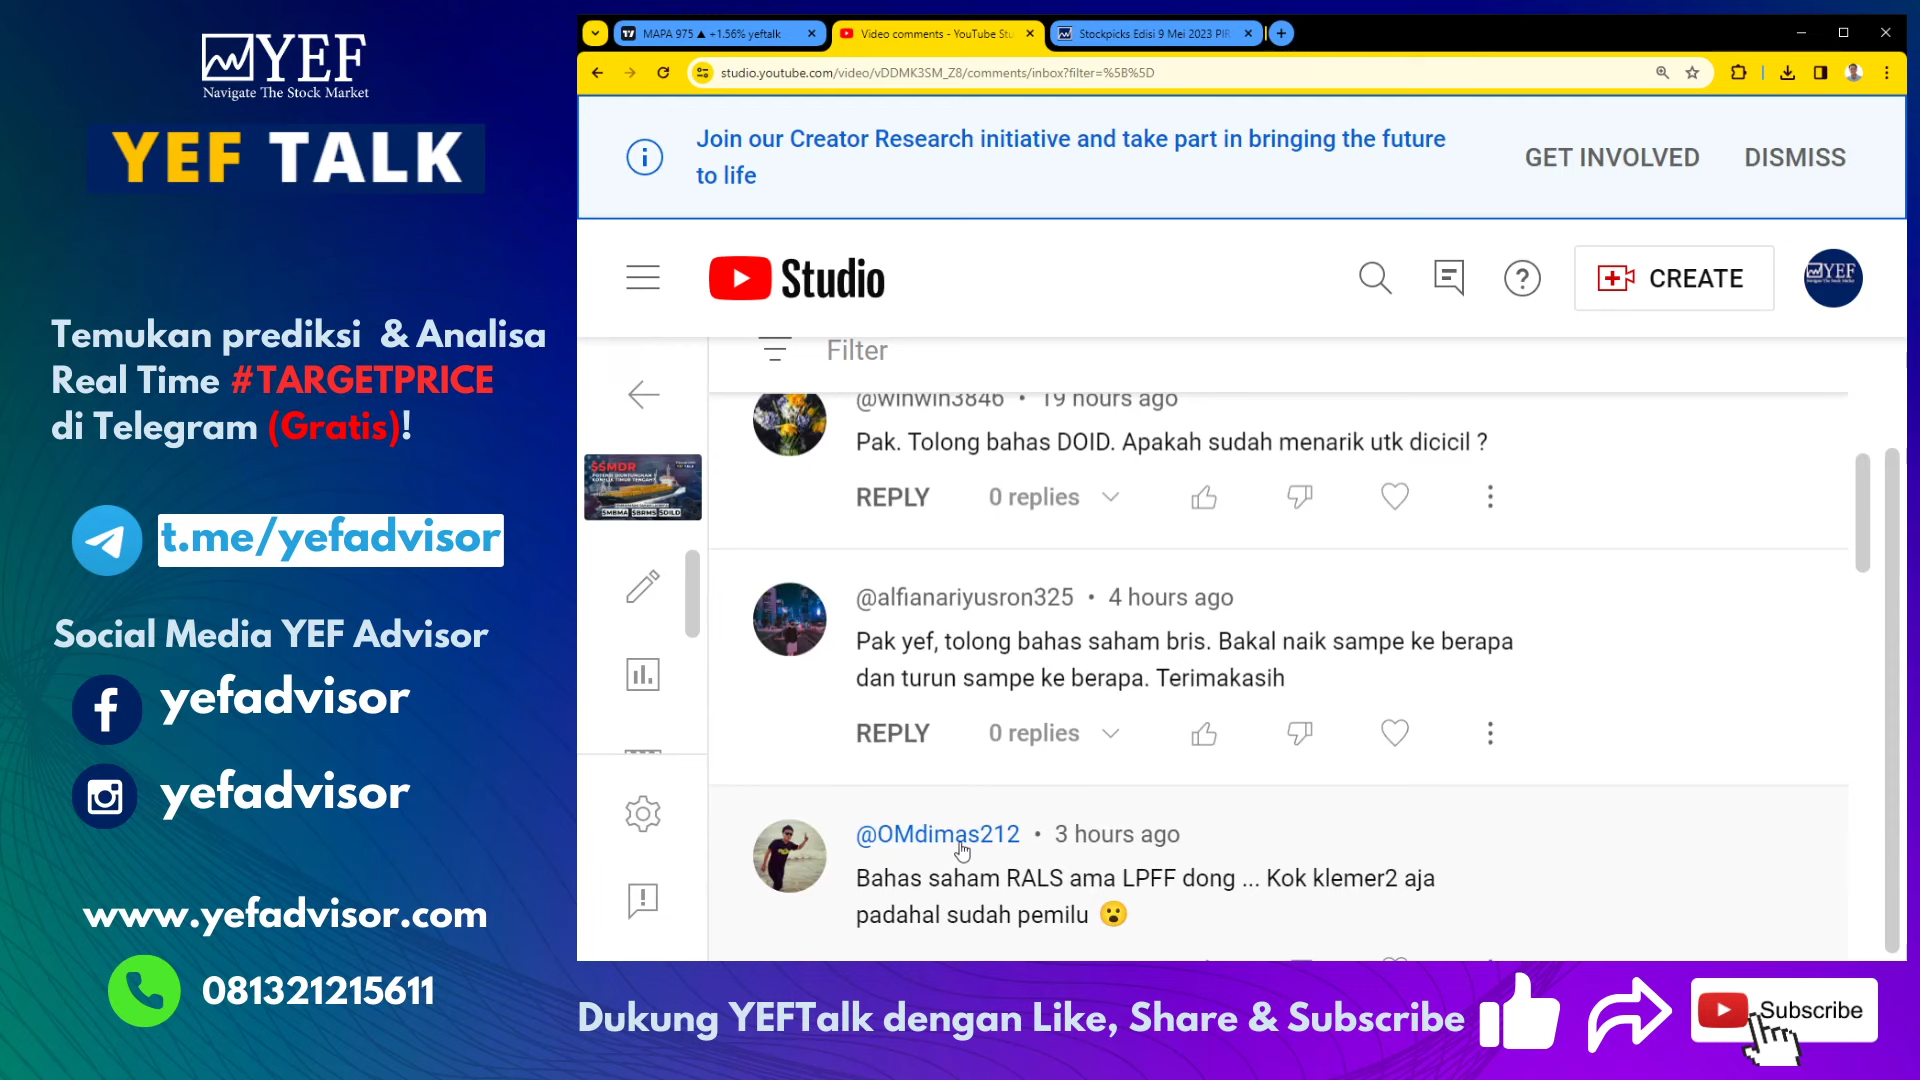 YEF
Navigate The Stock Market
YEF TALK
Temukan prediksi & Analisa
Real Time #TARGETPRICE
di Telegram (Gratis)!
t.me/yefadvisor
Social Media YEF Advisor
yefadvisor
yefadvisor
www.yefadvisor.com
081321215611
MAPA 975 ▲ +1.56% yeftalk
Video comments - YouTube Stu
Stockpicks Edisi 9 Mei 2023 PIR
studio.youtube.com/video/vDDMK3SM_Z8/comments/inbox?filter=%5B%5D
Join our Creator Research initiative and take part in bringing the future
to life
GET INVOLVED
DISMISS
Studio
CREATE
YEF
Filter
@winwin3846 • 19 hours ago
Pak. Tolong bahas DOID. Apakah sudah menarik utk dicicil ?
REPLY 0 replies
$SMDR
$MBMA $BRMS $DILD
@alfianariyusron325 • 4 hours ago
Pak yef, tolong bahas saham bris. Bakal naik sampe ke berapa
dan turun sampe ke berapa. Terimakasih
REPLY 0 replies
@OMdimas212 • 3 hours ago
Bahas saham RALS ama LPFF dong ... Kok klemer2 aja
padahal sudah pemilu 😮
Dukung YEFTalk dengan Like, Share & Subscribe
Subscribe